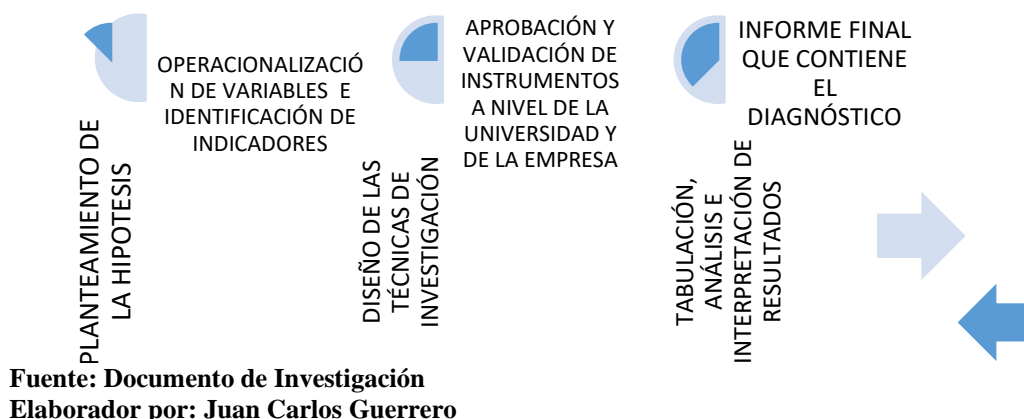 PLANTEAMIENTO DE
LA HIPOTESIS
OPERACIONALIZACIÓ
N DE VARIABLES E
IDENTIFICACIÓN DE
INDICADORES
DISEÑO DE LAS
TÉCNICAS DE
INVESTIGACIÓN
APROBACIÓN Y
VALIDACIÓN DE
INSTRUMENTOS
A NIVEL DE LA
UNIVERSIDAD Y
DE LA EMPRESA
TABULACIÓN,
ANÁLISIS E
INTERPRETACIÓN DE
RESULTADOS
INFORME FINAL
QUE CONTIENE
EL
DIAGNÓSTICO
Fuente: Documento de Investigación
Elaborador por: Juan Carlos Guerrero